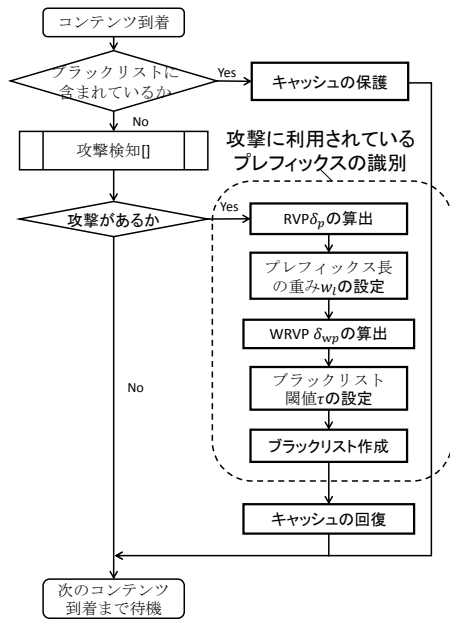 コンテンツ到着
ブラックリストに
含まれているか
Yes
キャッシュの保護
No
攻撃検知[]
攻撃に利用されている
プレフィックスの識別
攻撃があるか
Yes
RVPδ_pの算出
プレフィックス長
の重みw_lの設定
WRVP δ_wpの算出
No
ブラックリスト
閾値τの設定
ブラックリスト作成
キャッシュの回復
次のコンテンツ
到着まで待機